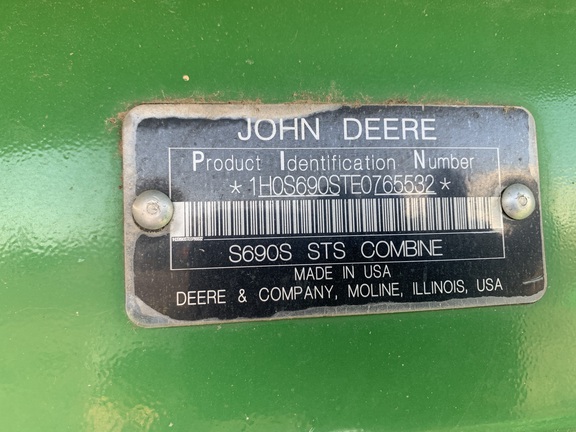 JOHN DEERE
Product Identification Number
*1H0S690STE0765532*
S690S STS COMBINE
MADE IN USA
DEERE & COMPANY, MOLINE, ILLINOIS, USA